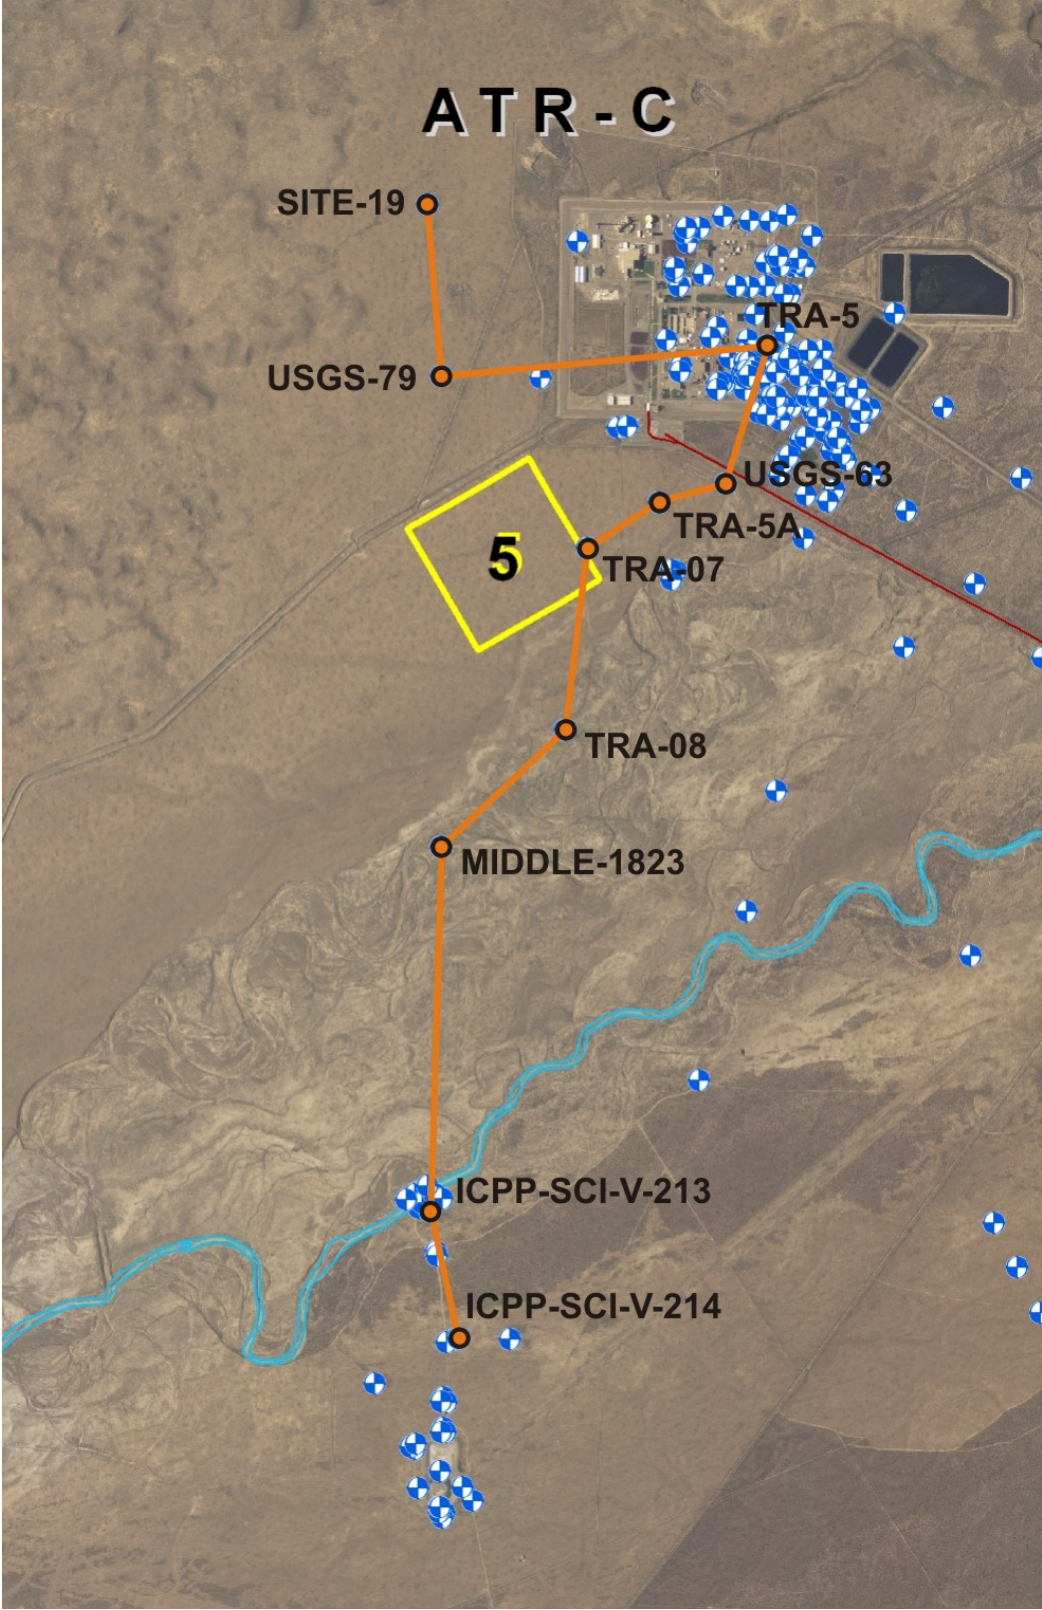 ATR-C
SITE-19
TRA-5
USGS-79
USGS-63
TRA-5A
5
TRA-07
TRA-08
MIDDLE-1823
ICPP-SCI-V-213
ICPP-SCI-V-214